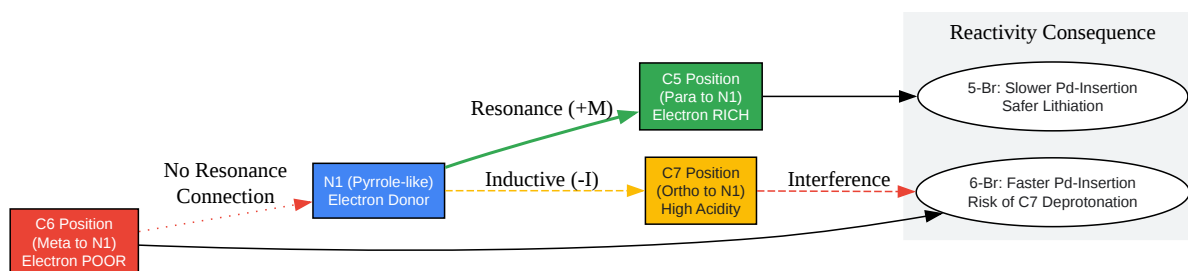 Reactivity Consequence
C5 Position
(Para to N1)
Electron RICH
5-Br: Slower Pd-Insertion
Safer Lithiation
Resonance (+M)
No Resonance
Connection
N1 (Pyrrole-like)
Electron Donor
Inductive (-I)
C7 Position
(Ortho to N1)
High Acidity
Interference
6-Br: Faster Pd-Insertion
Risk of C7 Deprotonation
C6 Position
(Meta to N1)
Electron POOR